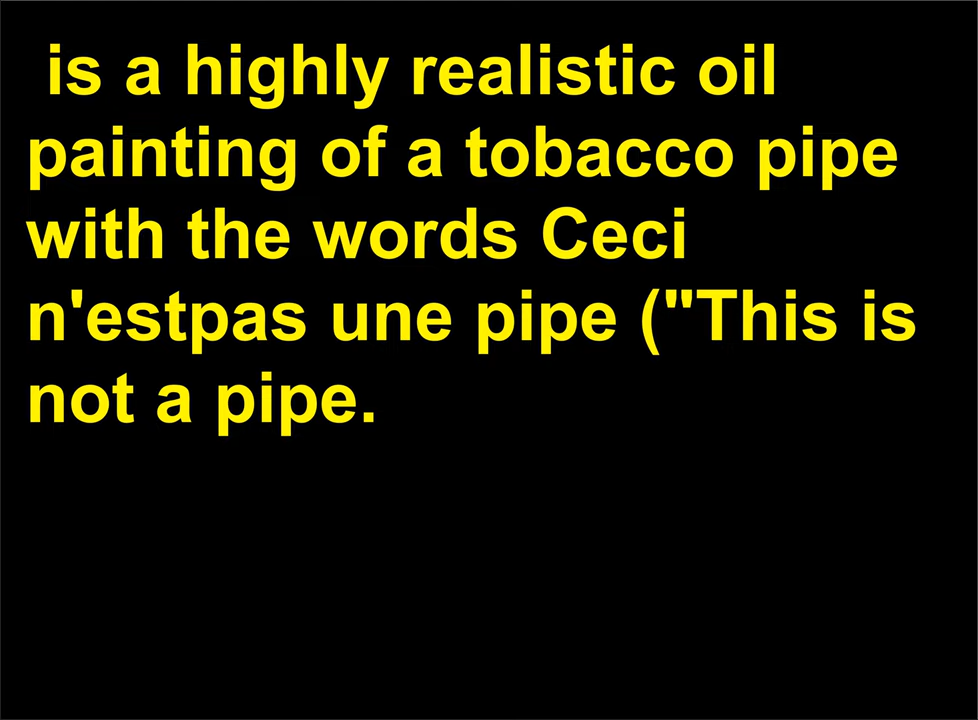 is a highly realistic oil
painting of a tobacco pipe
with the words Ceci
n'estpas une pipe ("This is
not a pipe.